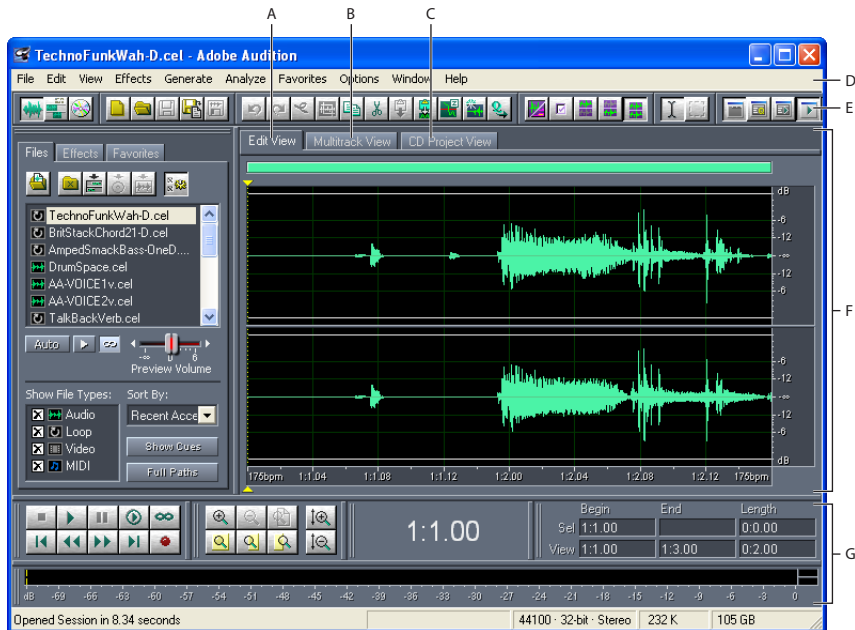 A B C
TechnoFunkWah-D.cel - Adobe Audition
File Edit View Effects Generate Analyze Favorites Options Window Help
D
E
Files Effects Favorites
Edit View Multitrack View CD Project View
TechnoFunkWah-D.cel
BritStackChord21-D.cel
AmpedSmackBass-OneD....
DrumSpace.cel
AA-VOICE1v.cel
AA-VOICE2v.cel
TalkBackVerb.cel
Auto
-∞ 0 6
Preview Volume
Show File Types: Sort By:
Audio
Loop
Video
MIDI
Recent Acce
Show Cues
Full Paths
dB
-6
-12
-∞
-12
-6
-6
-12
-∞
-12
-6
dB
F
175bpm 1:1.04 1:1.08 1:1.12 1:2.00 1:2.04 1:2.08 1:2.12 175bpm
1:1.00
Begin End Length
Sel 1:1.00 0:0.00
View 1:1.00 1:3.00 0:2.00
G
dB -69 -66 -63 -60 -57 -54 -51 -48 -45 -42 -39 -36 -33 -30 -27 -24 -21 -18 -15 -12 -9 -6 -3 0
Opened Session in 8.34 seconds 44100 · 32-bit · Stereo 232 K 105 GB